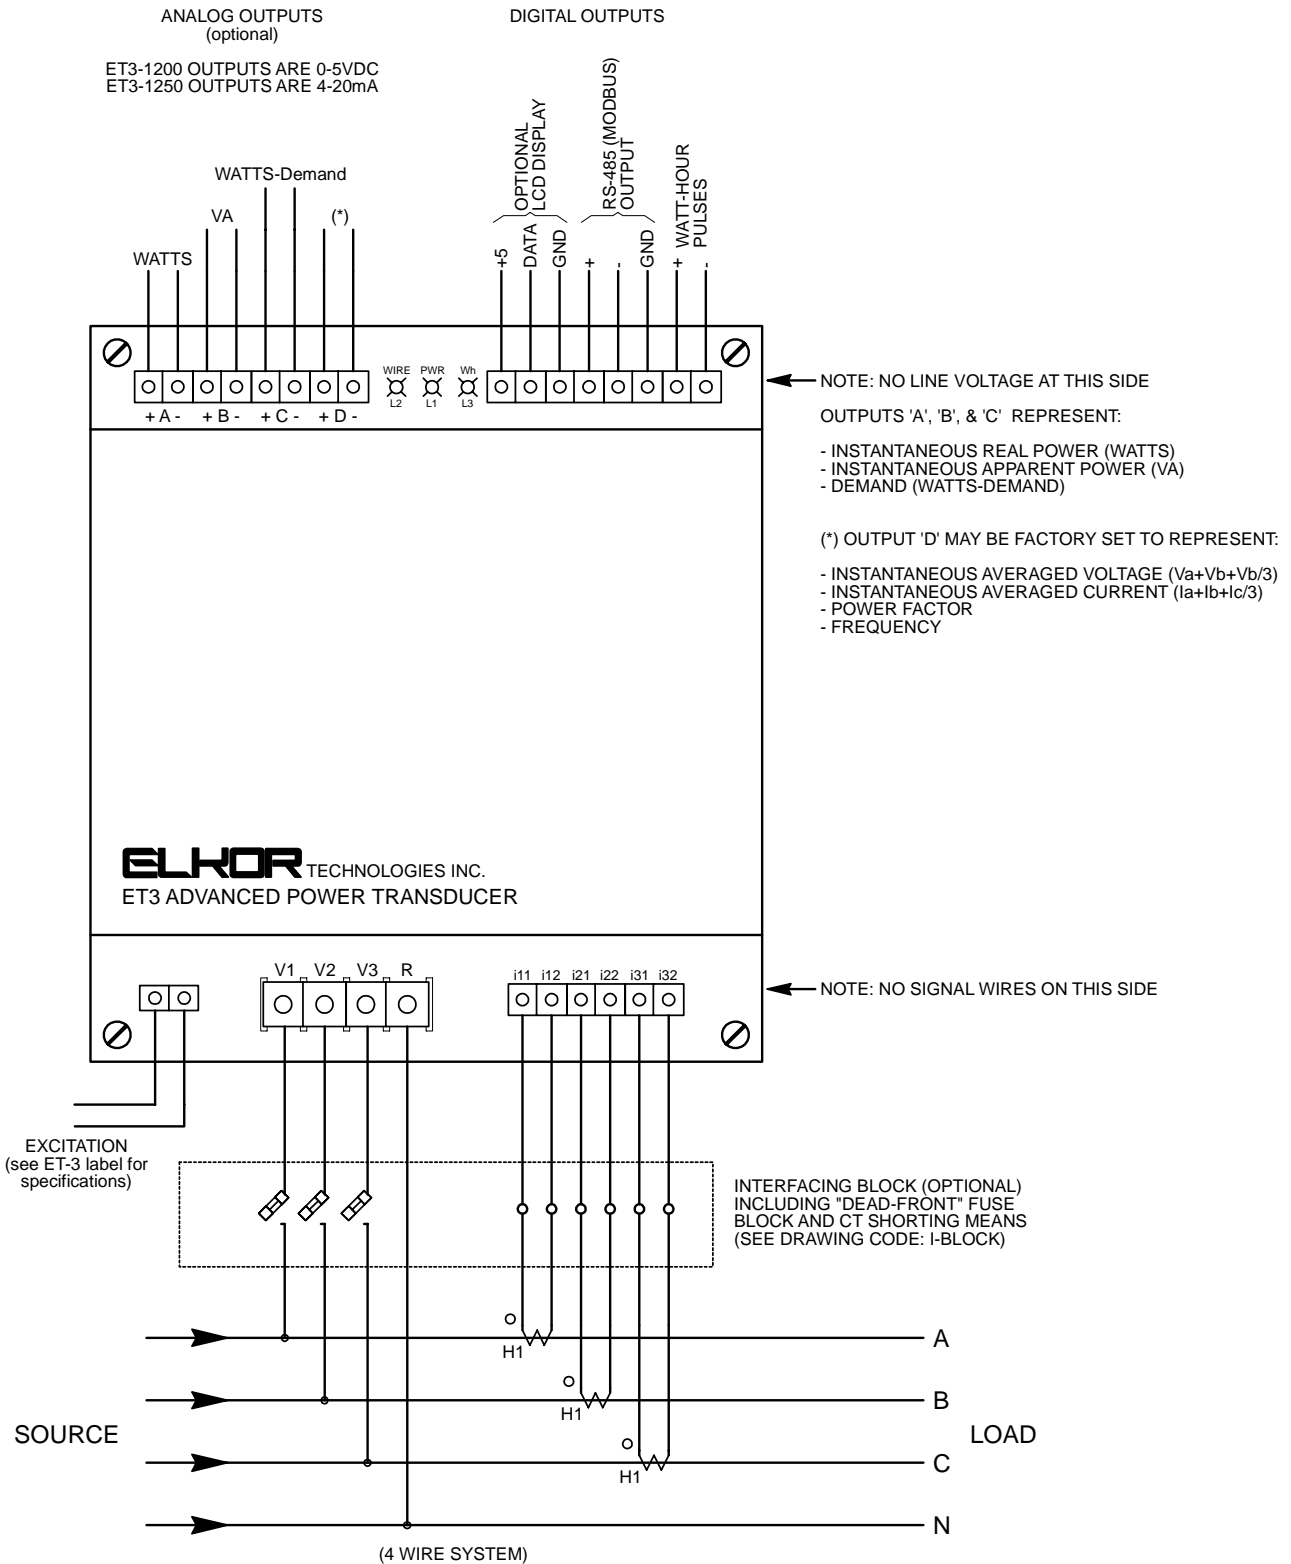 ANALOG OUTPUTS
(optional)
ET3-1200 OUTPUTS ARE 0-5VDC
ET3-1250 OUTPUTS ARE 4-20mA
DIGITAL OUTPUTS
WATTS
VA
WATTS-Demand
(*)
OPTIONAL
LCD DISPLAY
RS-485 (MODBUS)
OUTPUT
WATT-HOUR
PULSES
+5
DATA
GND
+
-
GND
+
-
WIRE
L2
PWR
L1
Wh
L3
+ A -
+ B -
+ C -
+ D -
NOTE: NO LINE VOLTAGE AT THIS SIDE
OUTPUTS 'A', 'B', & 'C' REPRESENT:
- INSTANTANEOUS REAL POWER (WATTS)
- INSTANTANEOUS APPARENT POWER (VA)
- DEMAND (WATTS-DEMAND)
(*) OUTPUT 'D' MAY BE FACTORY SET TO REPRESENT:
- INSTANTANEOUS AVERAGED VOLTAGE (Va+Vb+Vb/3)
- INSTANTANEOUS AVERAGED CURRENT (Ia+Ib+Ic/3)
- POWER FACTOR
- FREQUENCY
ELKOR TECHNOLOGIES INC.
ET3 ADVANCED POWER TRANSDUCER
V1
V2
V3
R
i11
i12
i21
i22
i31
i32
NOTE: NO SIGNAL WIRES ON THIS SIDE
EXCITATION
(see ET-3 label for
specifications)
INTERFACING BLOCK (OPTIONAL)
INCLUDING "DEAD-FRONT" FUSE
BLOCK AND CT SHORTING MEANS
(SEE DRAWING CODE: I-BLOCK)
H1
A
H1
B
SOURCE
LOAD
H1
C
N
(4 WIRE SYSTEM)